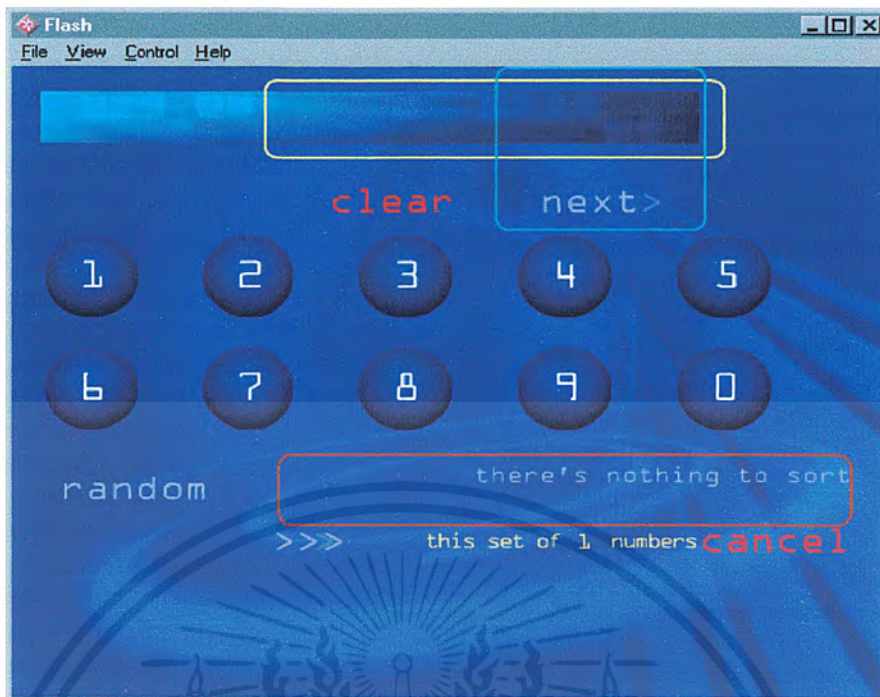 Flash
File View Control Help
clear next>
1 2 3 4 5
6 7 8 9 0
there's nothing to sort
random
>>> this set of 1 numbers cancel